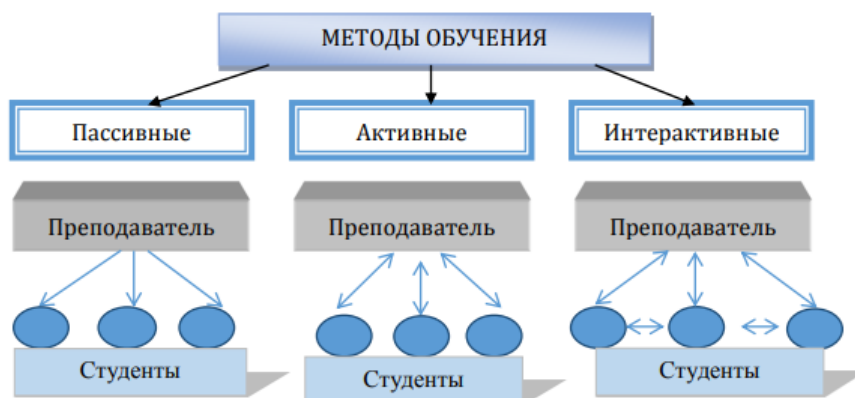 МЕТОДЫ ОБУЧЕНИЯ
Пассивные
Активные
Интерактивные
Преподаватель
Преподаватель
Преподаватель
Студенты
Студенты
Студенты